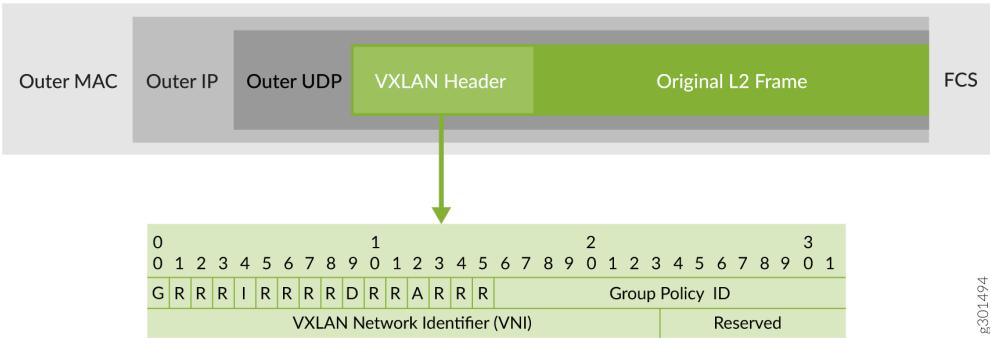 Outer MAC Outer IP Outer UDP VXLAN Header Original L2 Frame FCS
0 1 2 3
0 1 2 3 4 5 6 7 8 9 0 1 2 3 4 5 6 7 8 9 0 1 2 3 4 5 6 7 8 9 0 1
G R R R I R R R R D R R A R R R Group Policy ID
VXLAN Network Identifier (VNI) Reserved
g301494